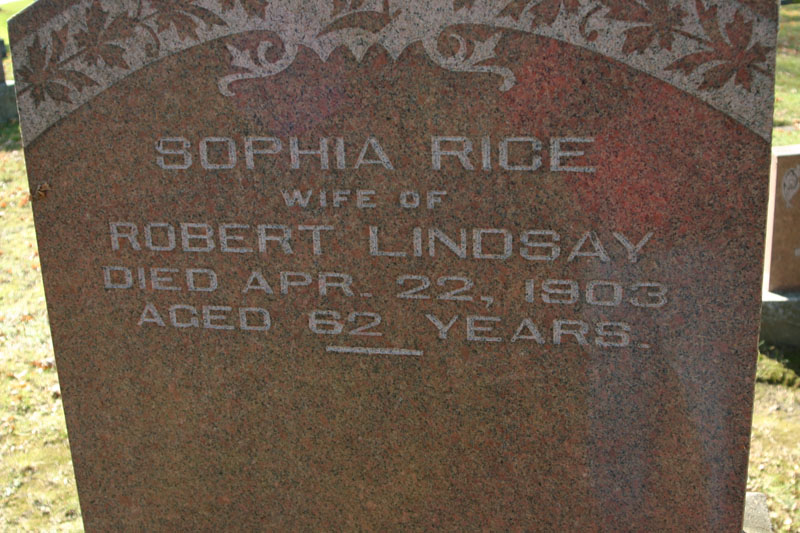 SOPHIA RICE
WIFE OF
ROBERT LINDSAY
DIED APR. 22, 1903
AGED 62 YEARS.